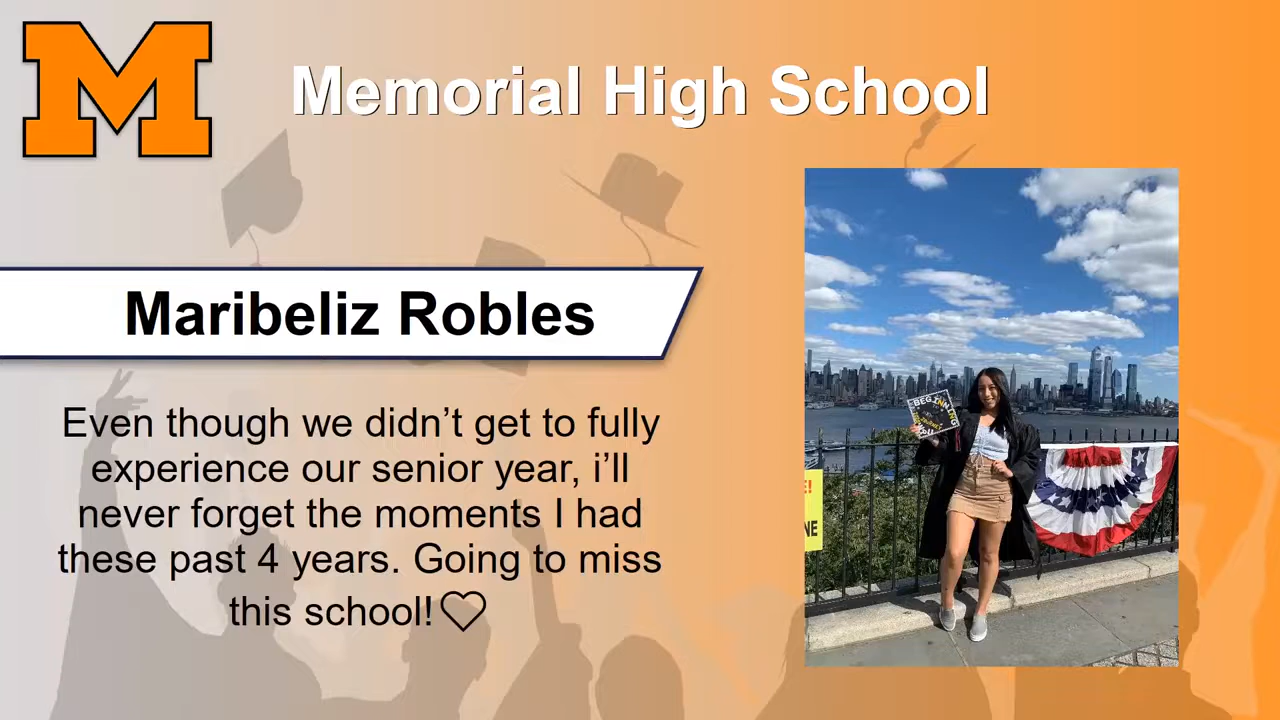 M
Memorial High School
Maribeliz Robles
Even though we didn’t get to fully
experience our senior year, i’ll
never forget the moments I had
these past 4 years. Going to miss
this school!♡
BEGINNING